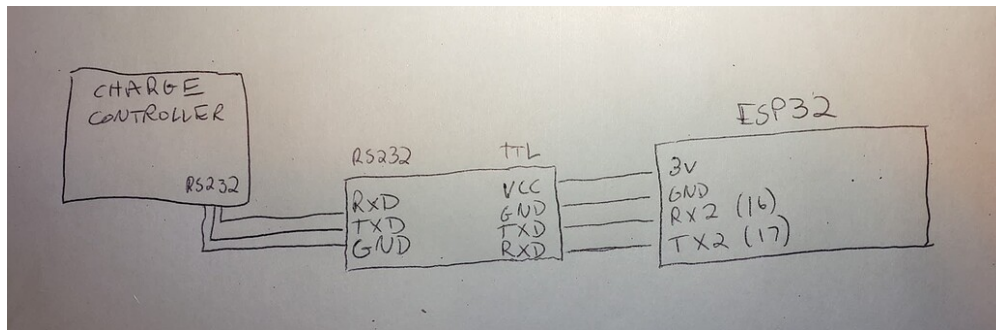 CHARGE
CONTROLLER
RS232
RS232
TTL
RXD
TXD
GND
VCC
GND
TXD
RXD
ESP32
3V
GND
RX2 (16)
TX2 (17)